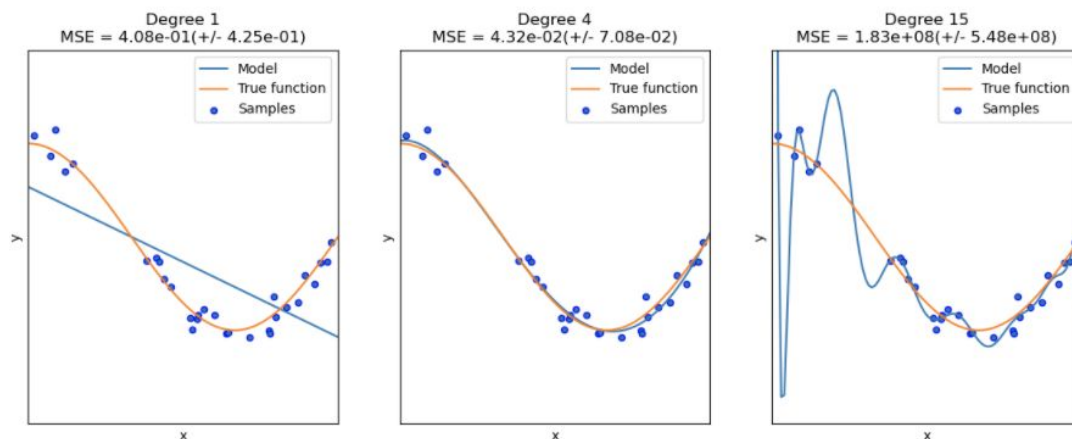 Degree 1
MSE = 4.08e-01(+/- 4.25e-01)
Model
True function
Samples
y
x
Degree 4
MSE = 4.32e-02(+/- 7.08e-02)
Model
True function
Samples
y
x
Degree 15
MSE = 1.83e+08(+/- 5.48e+08)
Model
True function
Samples
y
x